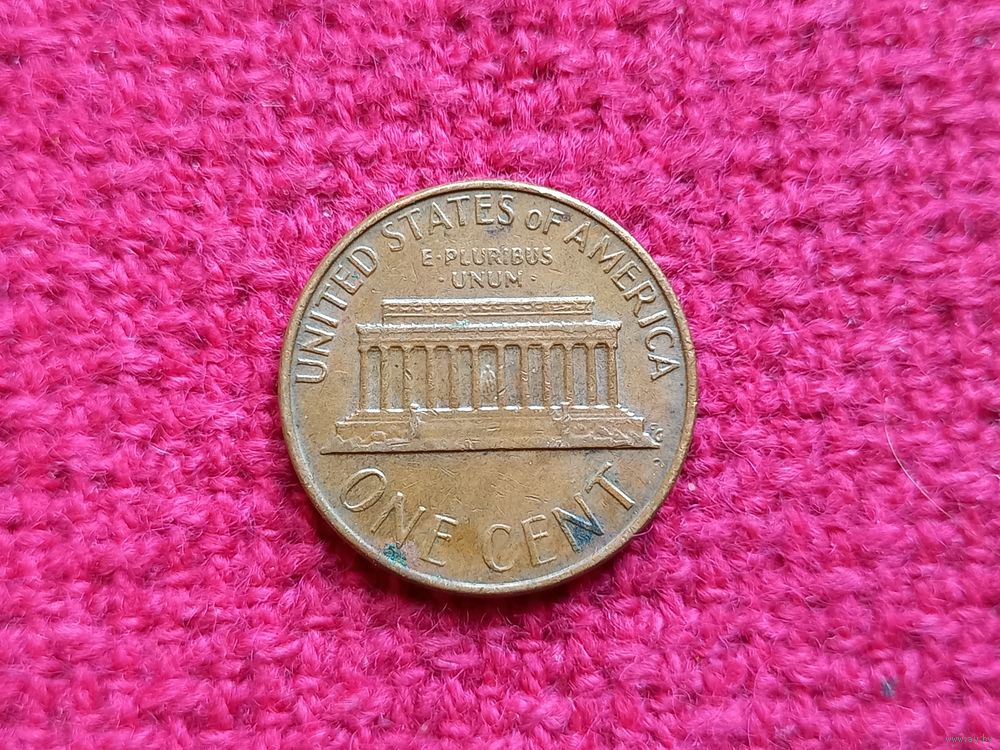 UNITED STATES oF AMERICA
E·PLURIBUS
·UNUM·
ONE CENT